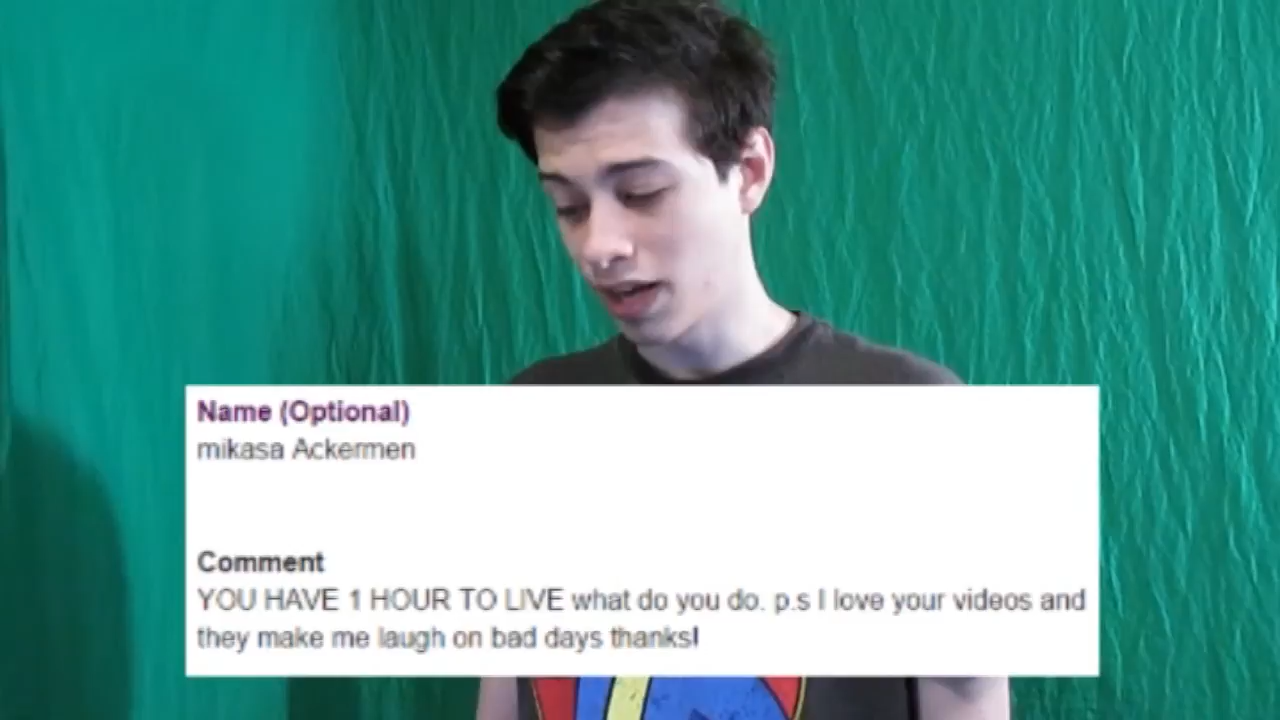 Name (Optional)
mikasa Ackermen
Comment
YOU HAVE 1 HOUR TO LIVE what do you do. p.s I love your videos and
they make me laugh on bad days thanks!